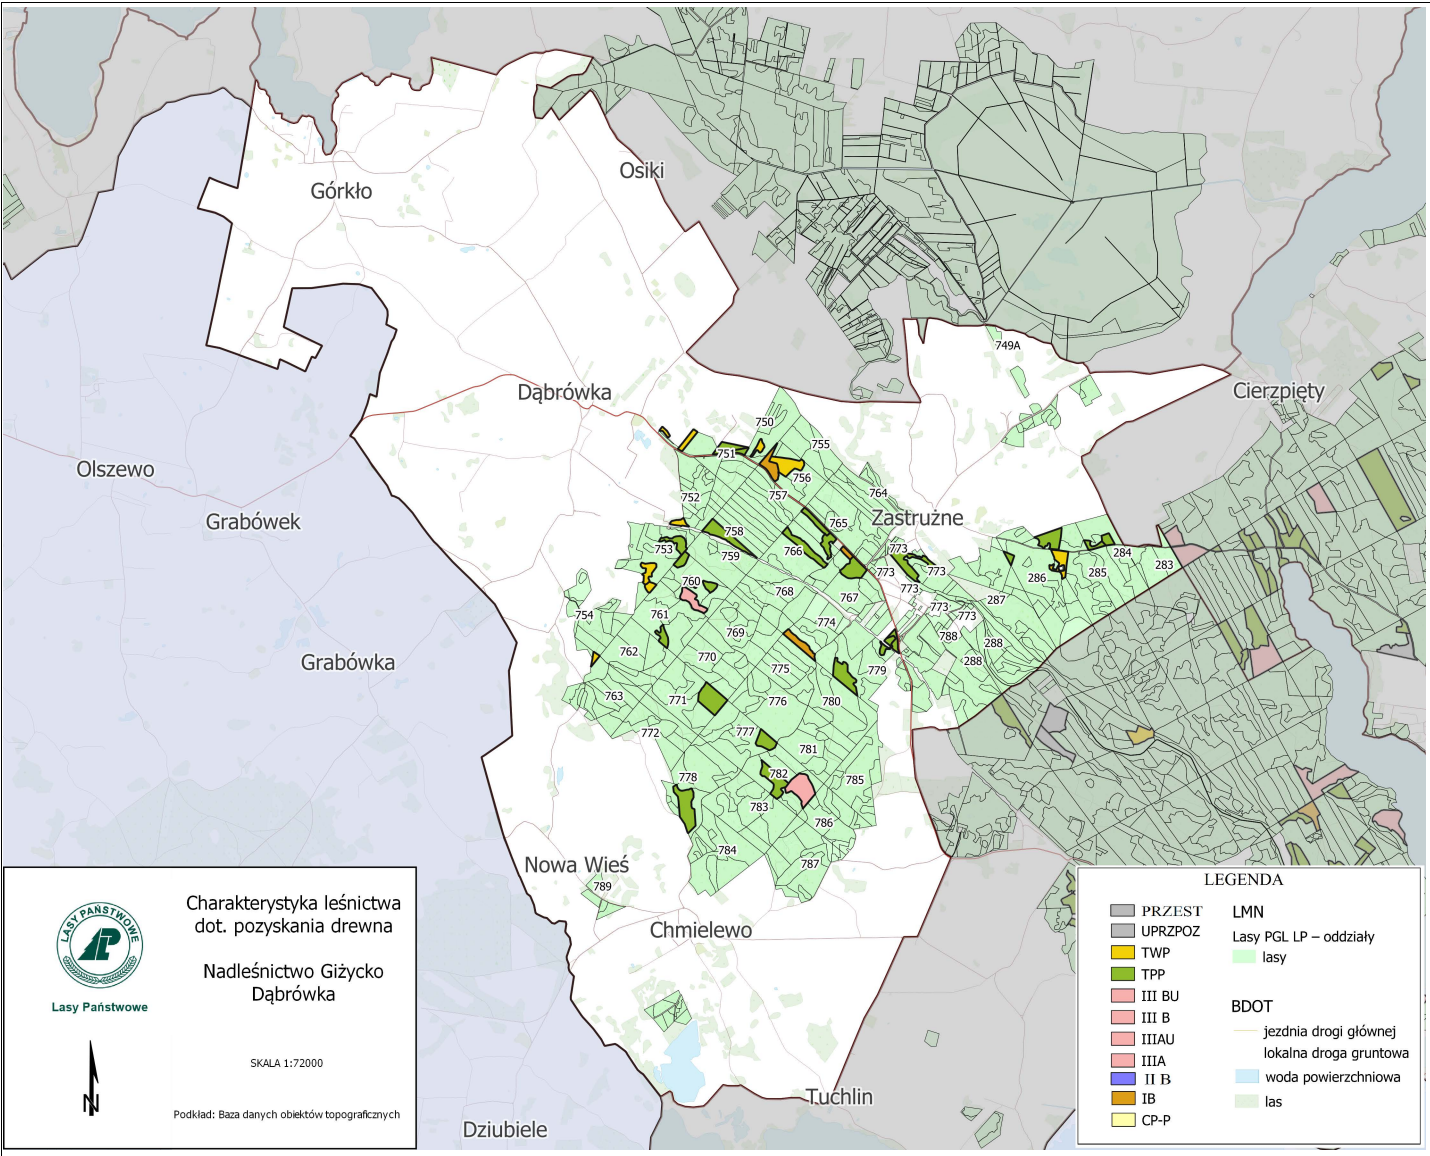 Osiki
Górkło
749A
Cierzpięty
Dąbrówka
750
755
751
Olszewo
756
752
757
764
Grabówek
765
Zastrużne
758
753
759
766
773
284
283
760
773
773
286
285
768
767
773
287
754
761
774
773
773
769
788
288
762
770
Grabówka
775
779
288
763
771
776
780
772
777
781
778
782
785
783
786
784
787
Nowa Wieś
789
Chmielewo
Tuchlin
Dziubiele
LASY PAŃSTWOWE
Lasy Państwowe
Charakterystyka leśnictwa
dot. pozyskania drewna
Nadleśnictwo Giżycko
Dąbrówka
SKALA 1:72000
N
Podkład: Baza danych obiektów topograficznych
LEGENDA
PRZEST
UPRZPOZ
TWP
TPP
III BU
III B
IIIAU
IIIA
II B
IB
CP-P
LMN
Lasy PGL LP – oddziały
lasy
BDOT
jezdnia drogi głównej
lokalna droga gruntowa
woda powierzchniowa
las